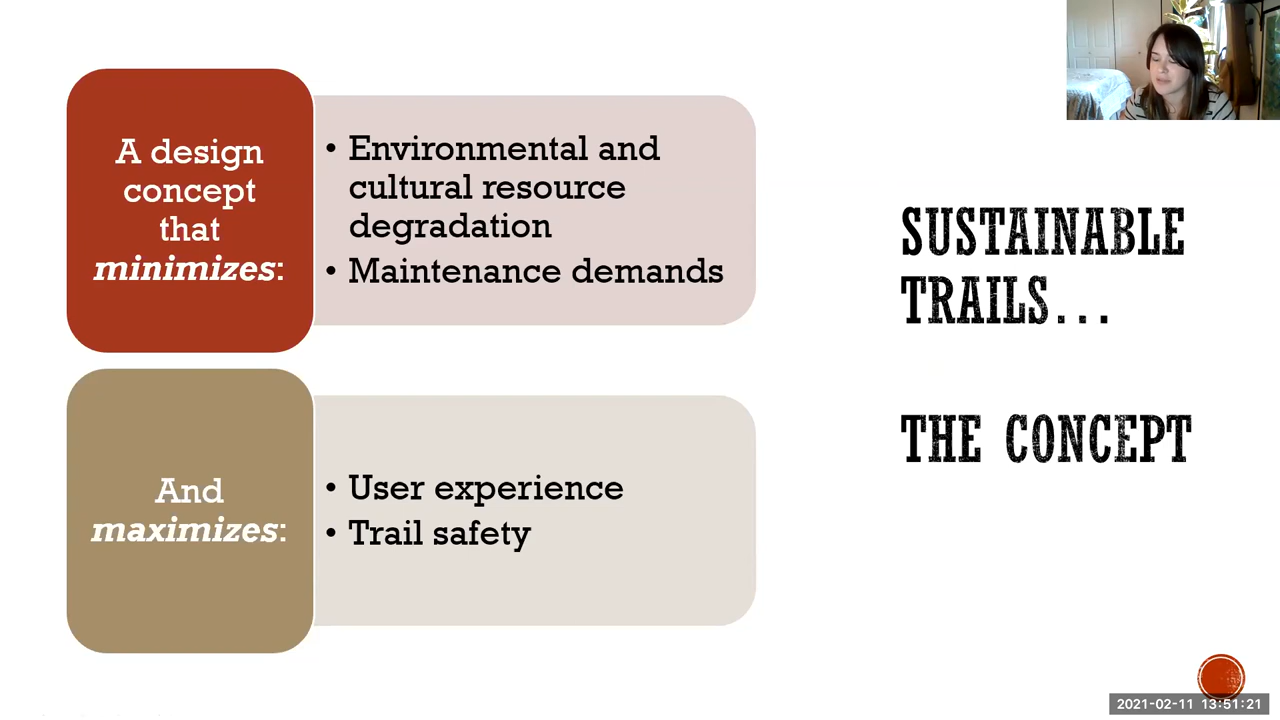 A design
concept
that
minimizes:
• Environmental and
cultural resource
degradation
• Maintenance demands
And
maximizes:
• User experience
• Trail safety
SUSTAINABLE
TRAILS...
THE CONCEPT
2021-02-11 13:51:21